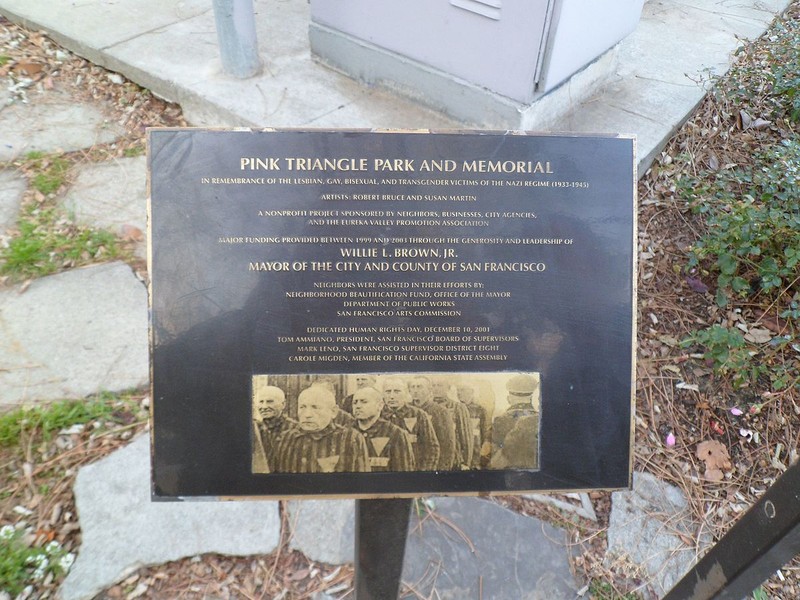 PINK TRIANGLE PARK AND MEMORIAL
IN REMEMBRANCE OF THE LESBIAN, GAY, BISEXUAL, AND TRANSGENDER VICTIMS OF THE NAZI REGIME (1933-1945)
ARTISTS: ROBERT BRUCE AND SUSAN MARTIN
A NONPROFIT PROJECT SPONSORED BY NEIGHBORS, BUSINESSES, CITY AGENCIES,
AND THE EUREKA VALLEY PROMOTION ASSOCIATION
MAJOR FUNDING PROVIDED BETWEEN 1999 AND 2003 THROUGH THE GENEROSITY AND LEADERSHIP OF
WILLIE L. BROWN, JR.
MAYOR OF THE CITY AND COUNTY OF SAN FRANCISCO
NEIGHBORS WERE ASSISTED IN THEIR EFFORTS BY:
NEIGHBORHOOD BEAUTIFICATION FUND, OFFICE OF THE MAYOR
DEPARTMENT OF PUBLIC WORKS
SAN FRANCISCO ARTS COMMISSION
DEDICATED HUMAN RIGHTS DAY, DECEMBER 10, 2001
TOM AMMIANO, PRESIDENT, SAN FRANCISCO BOARD OF SUPERVISORS
MARK LENO, SAN FRANCISCO SUPERVISOR DISTRICT EIGHT
CAROLE MIGDEN, MEMBER OF THE CALIFORNIA STATE ASSEMBLY